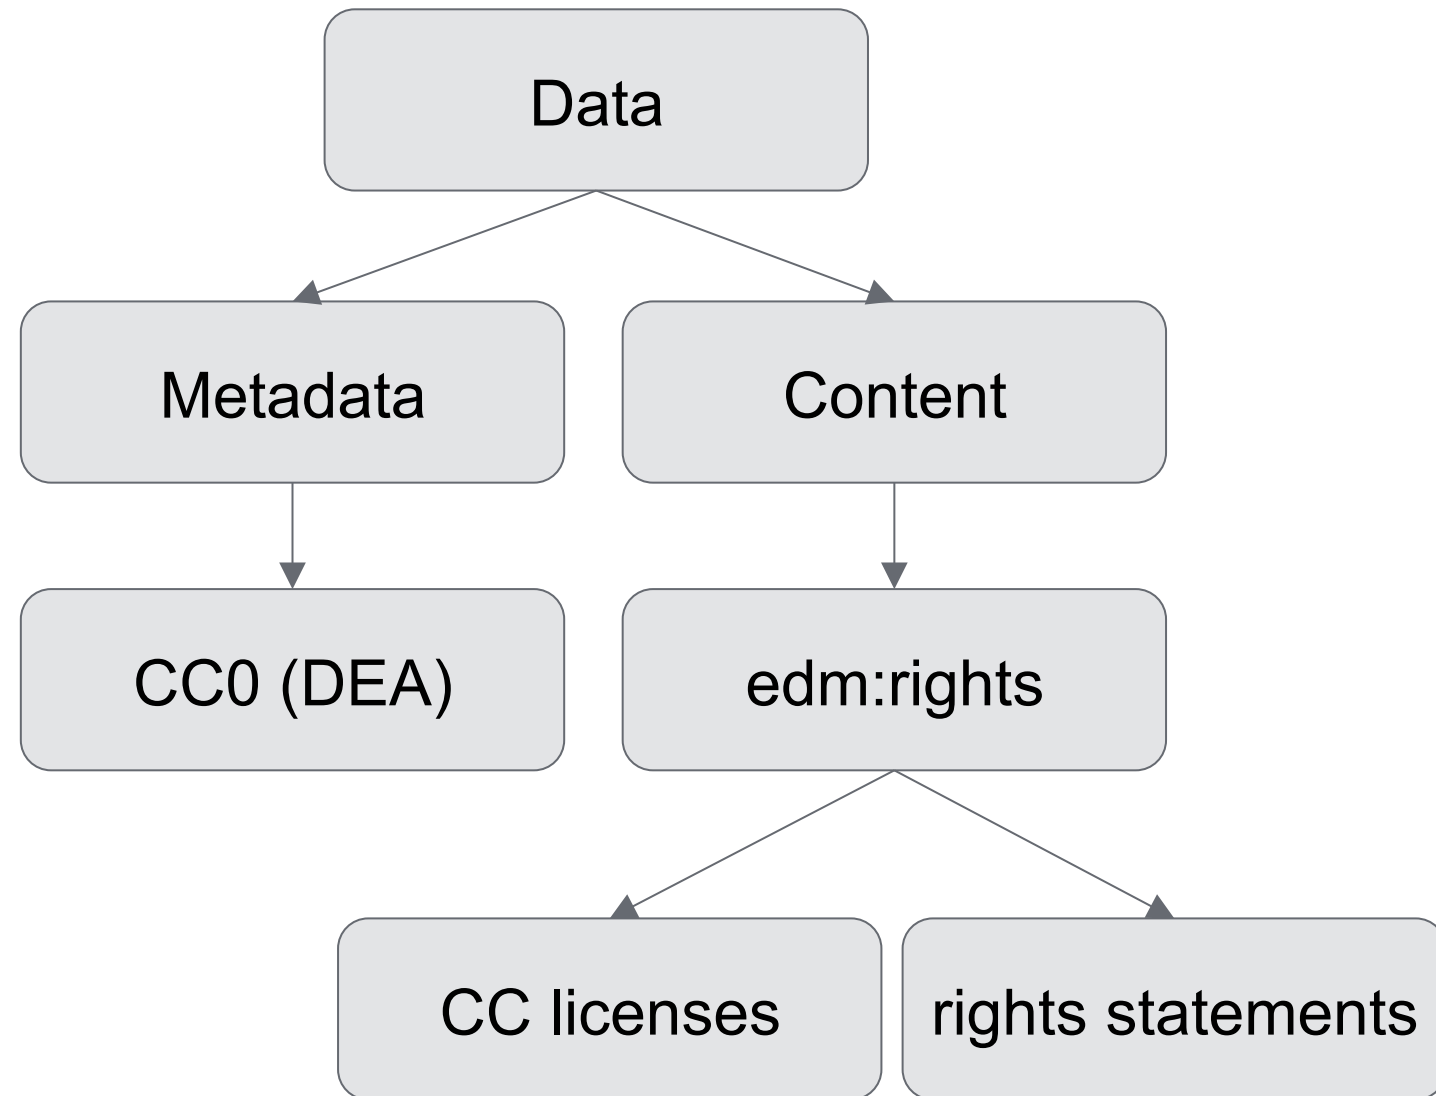 Data
Metadata
Content
CC0 (DEA)
edm:rights
CC licenses
rights statements